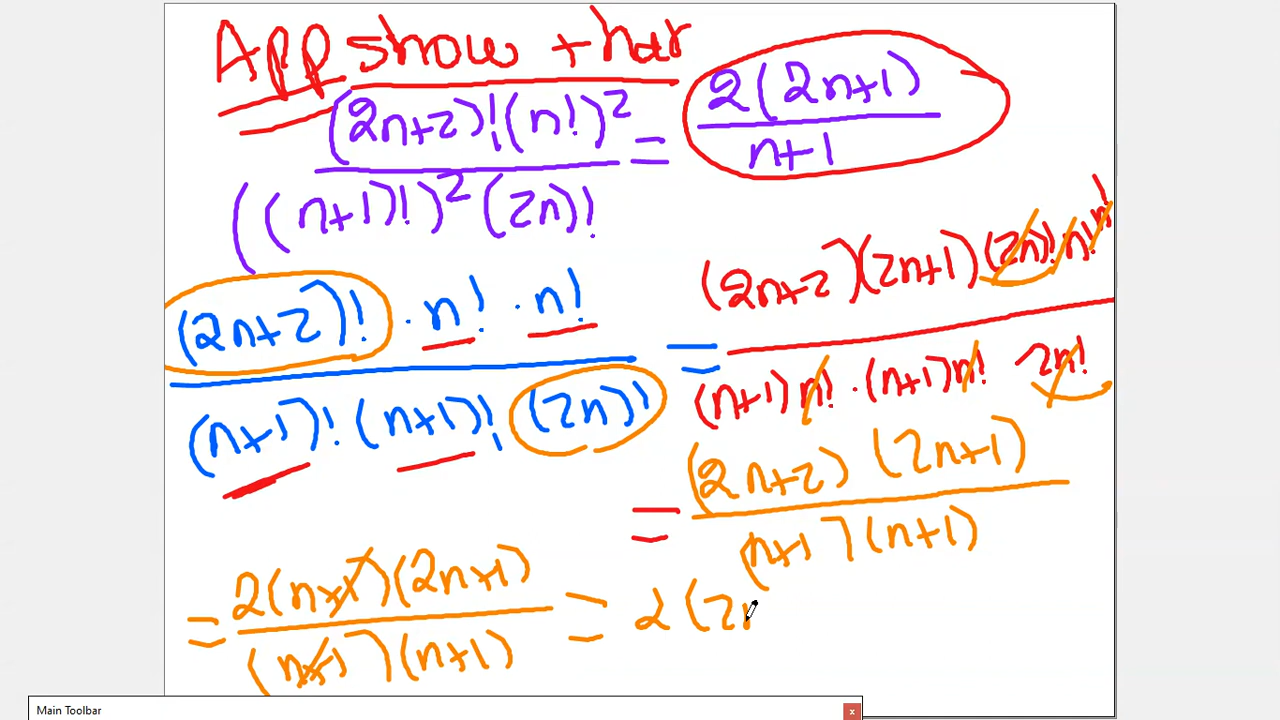 App show that
(2n+2)!(n!)² / ((n+1)!)²(2n)! = 2(2n+1) / n+1
(2n+2)! · n! · n! / (n+1)!(n+1)!(2n)! = (2n+2)(2n+1)(2n)! n! n! / (n+1)n! · (n+1)n! 2n!
= (2n+2)(2n+1) / (n+1)(n+1)
= 2(n+1)(2n+1) / (n+1)(n+1) = 2(2n
Main Toolbar
x